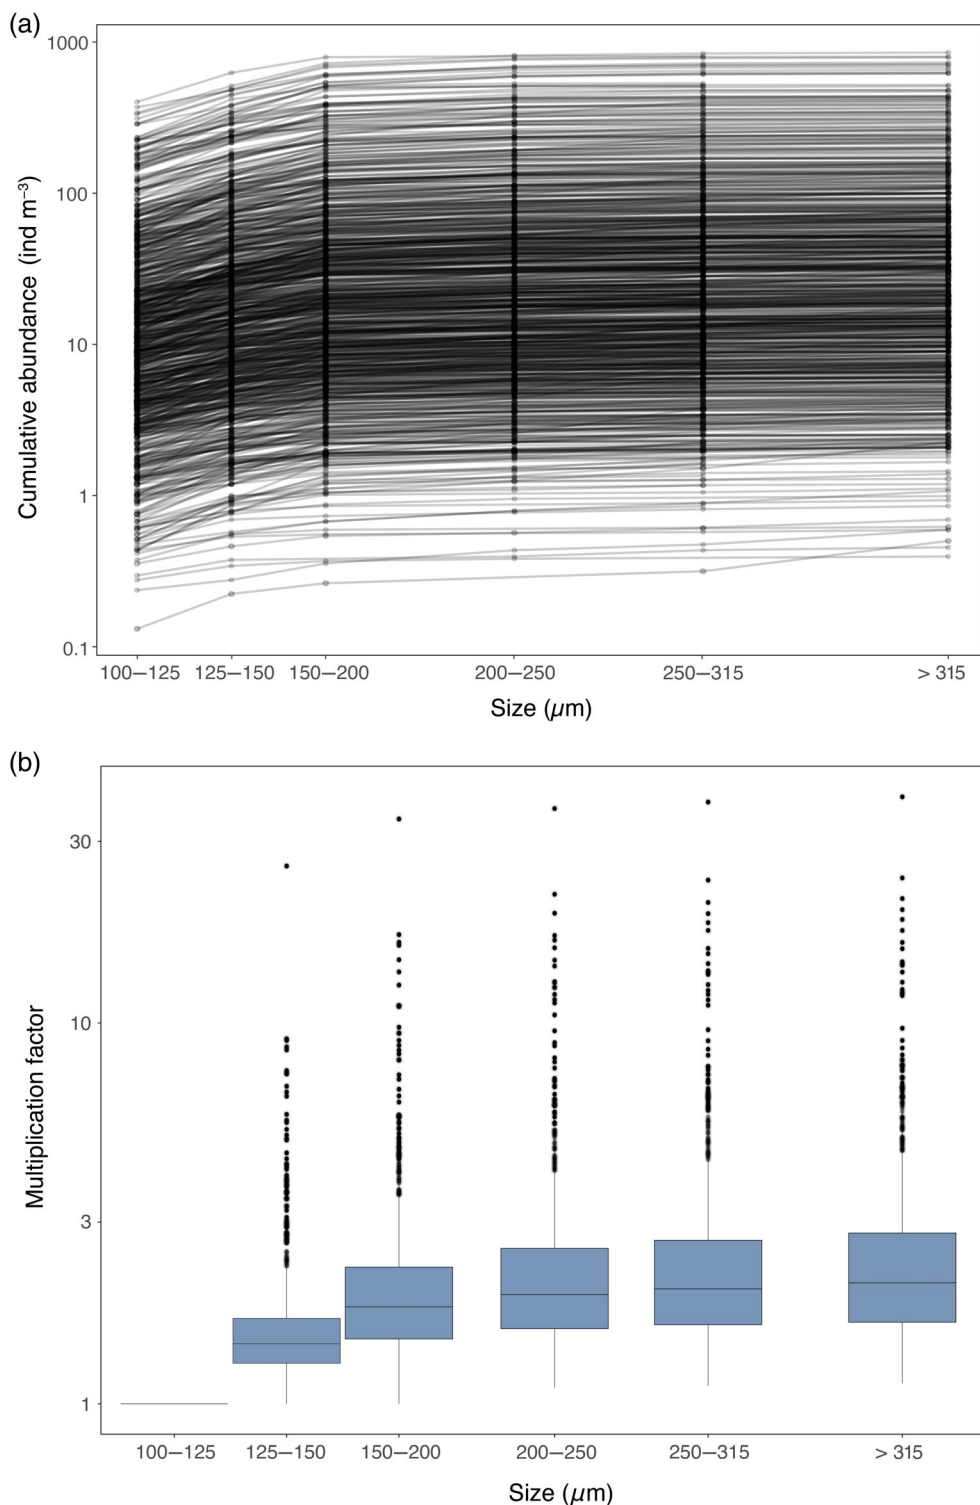 (a)
1000
100
10
1
0.1
Cumulative abundance (ind m⁻³)
100–125 125–150 150–200 200–250 250–315 > 315
Size (µm)
(b)
30
10
3
1
Multiplication factor
100–125 125–150 150–200 200–250 250–315 > 315
Size (µm)